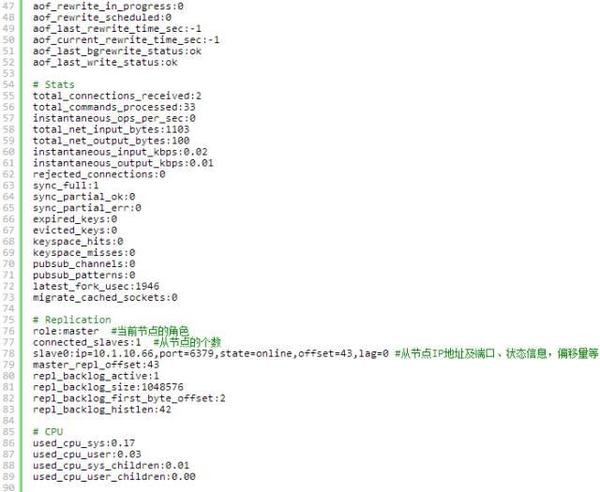 47 aof_rewrite_in_progress:0
48 aof_rewrite_scheduled:0
49 aof_last_rewrite_time_sec:-1
50 aof_current_rewrite_time_sec:-1
51 aof_last_bgrewrite_status:ok
52 aof_last_write_status:ok
53
54 # Stats
55 total_connections_received:2
56 total_commands_processed:33
57 instantaneous_ops_per_sec:0
58 total_net_input_bytes:1103
59 total_net_output_bytes:100
60 instantaneous_input_kbps:0.02
61 instantaneous_output_kbps:0.01
62 rejected_connections:0
63 sync_full:1
64 sync_partial_ok:0
65 sync_partial_err:0
66 expired_keys:0
67 evicted_keys:0
68 keyspace_hits:0
69 keyspace_misses:0
70 pubsub_channels:0
71 pubsub_patterns:0
72 latest_fork_usec:1946
73 migrate_cached_sockets:0
74
75 # Replication
76 role:master #当前节点的角色
77 connected_slaves:1 #从节点的个数
78 slave0:ip=10.1.10.66,port=6379,state=online,offset=43,lag=0 #从节点IP地址及端口、状态信息，偏移量等
79 master_repl_offset:43
80 repl_backlog_active:1
81 repl_backlog_size:1048576
82 repl_backlog_first_byte_offset:2
83 repl_backlog_histlen:42
84
85 # CPU
86 used_cpu_sys:0.17
87 used_cpu_user:0.03
88 used_cpu_sys_children:0.01
89 used_cpu_user_children:0.00
90